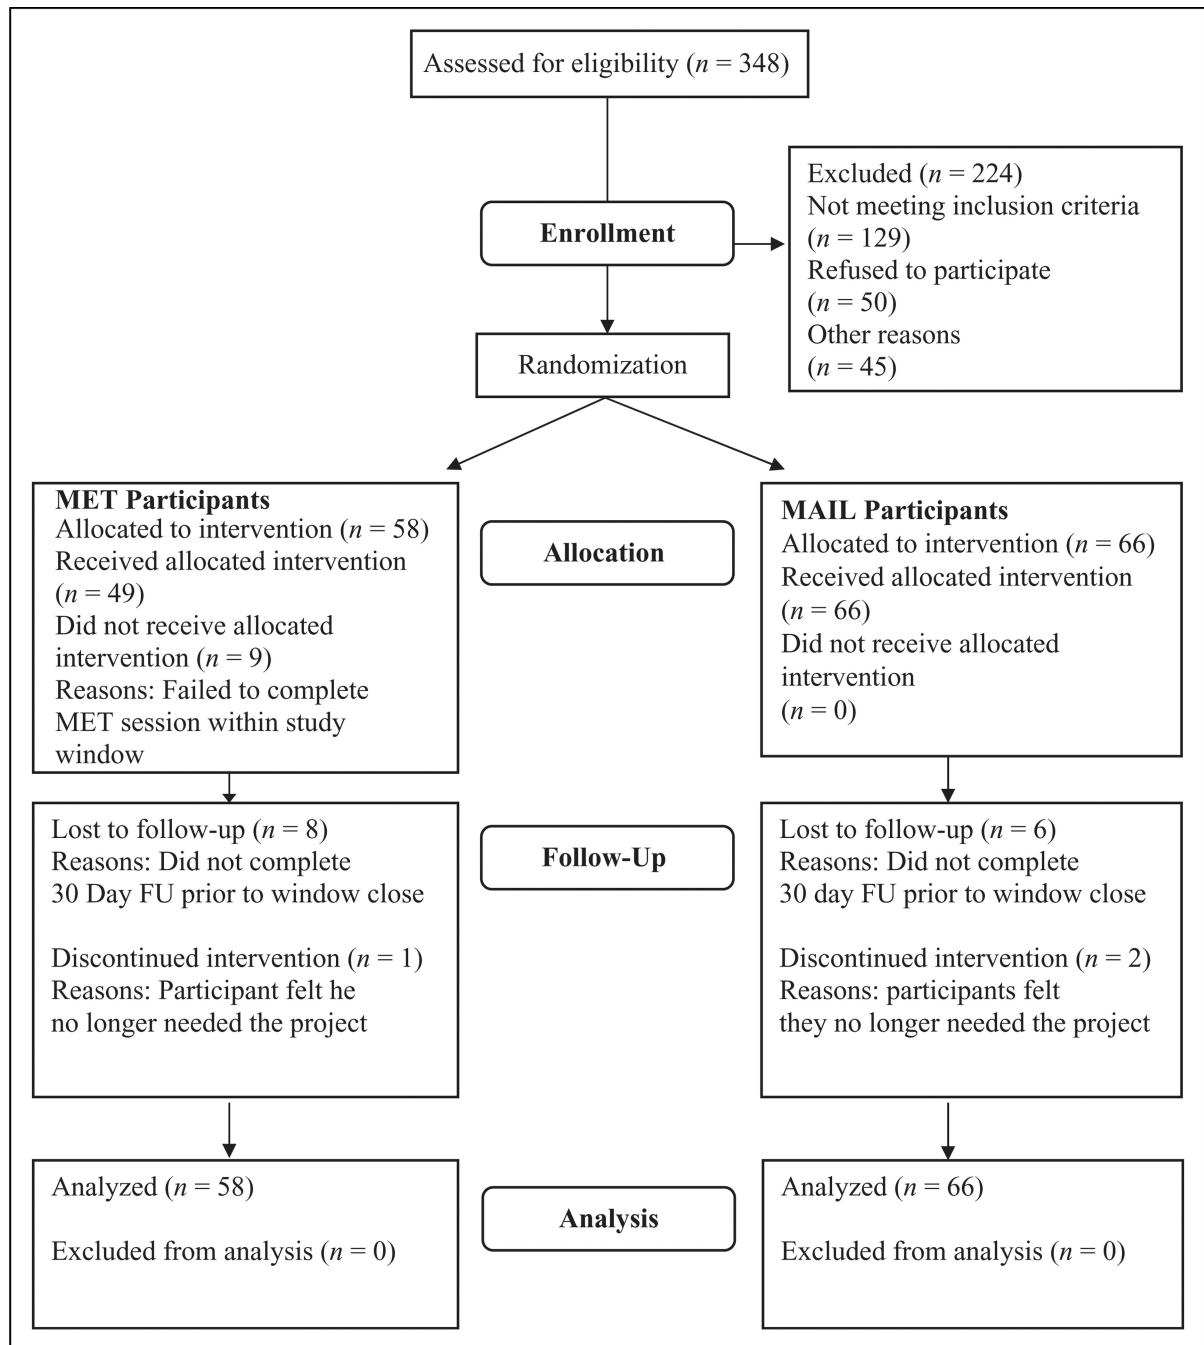 Assessed for eligibility (n = 348)
Excluded (n = 224)
Not meeting inclusion criteria
(n = 129)
Refused to participate
(n = 50)
Other reasons
(n = 45)
Enrollment
Randomization
MET Participants
Allocated to intervention (n = 58)
Received allocated intervention
(n = 49)
Did not receive allocated
intervention (n = 9)
Reasons: Failed to complete
MET session within study
window
Allocation
MAIL Participants
Allocated to intervention (n = 66)
Received allocated intervention
(n = 66)
Did not receive allocated
intervention
(n = 0)
Lost to follow-up (n = 8)
Reasons: Did not complete
30 Day FU prior to window close
Discontinued intervention (n = 1)
Reasons: Participant felt he
no longer needed the project
Follow-Up
Lost to follow-up (n = 6)
Reasons: Did not complete
30 day FU prior to window close
Discontinued intervention (n = 2)
Reasons: participants felt
they no longer needed the project
Analyzed (n = 58)
Excluded from analysis (n = 0)
Analysis
Analyzed (n = 66)
Excluded from analysis (n = 0)